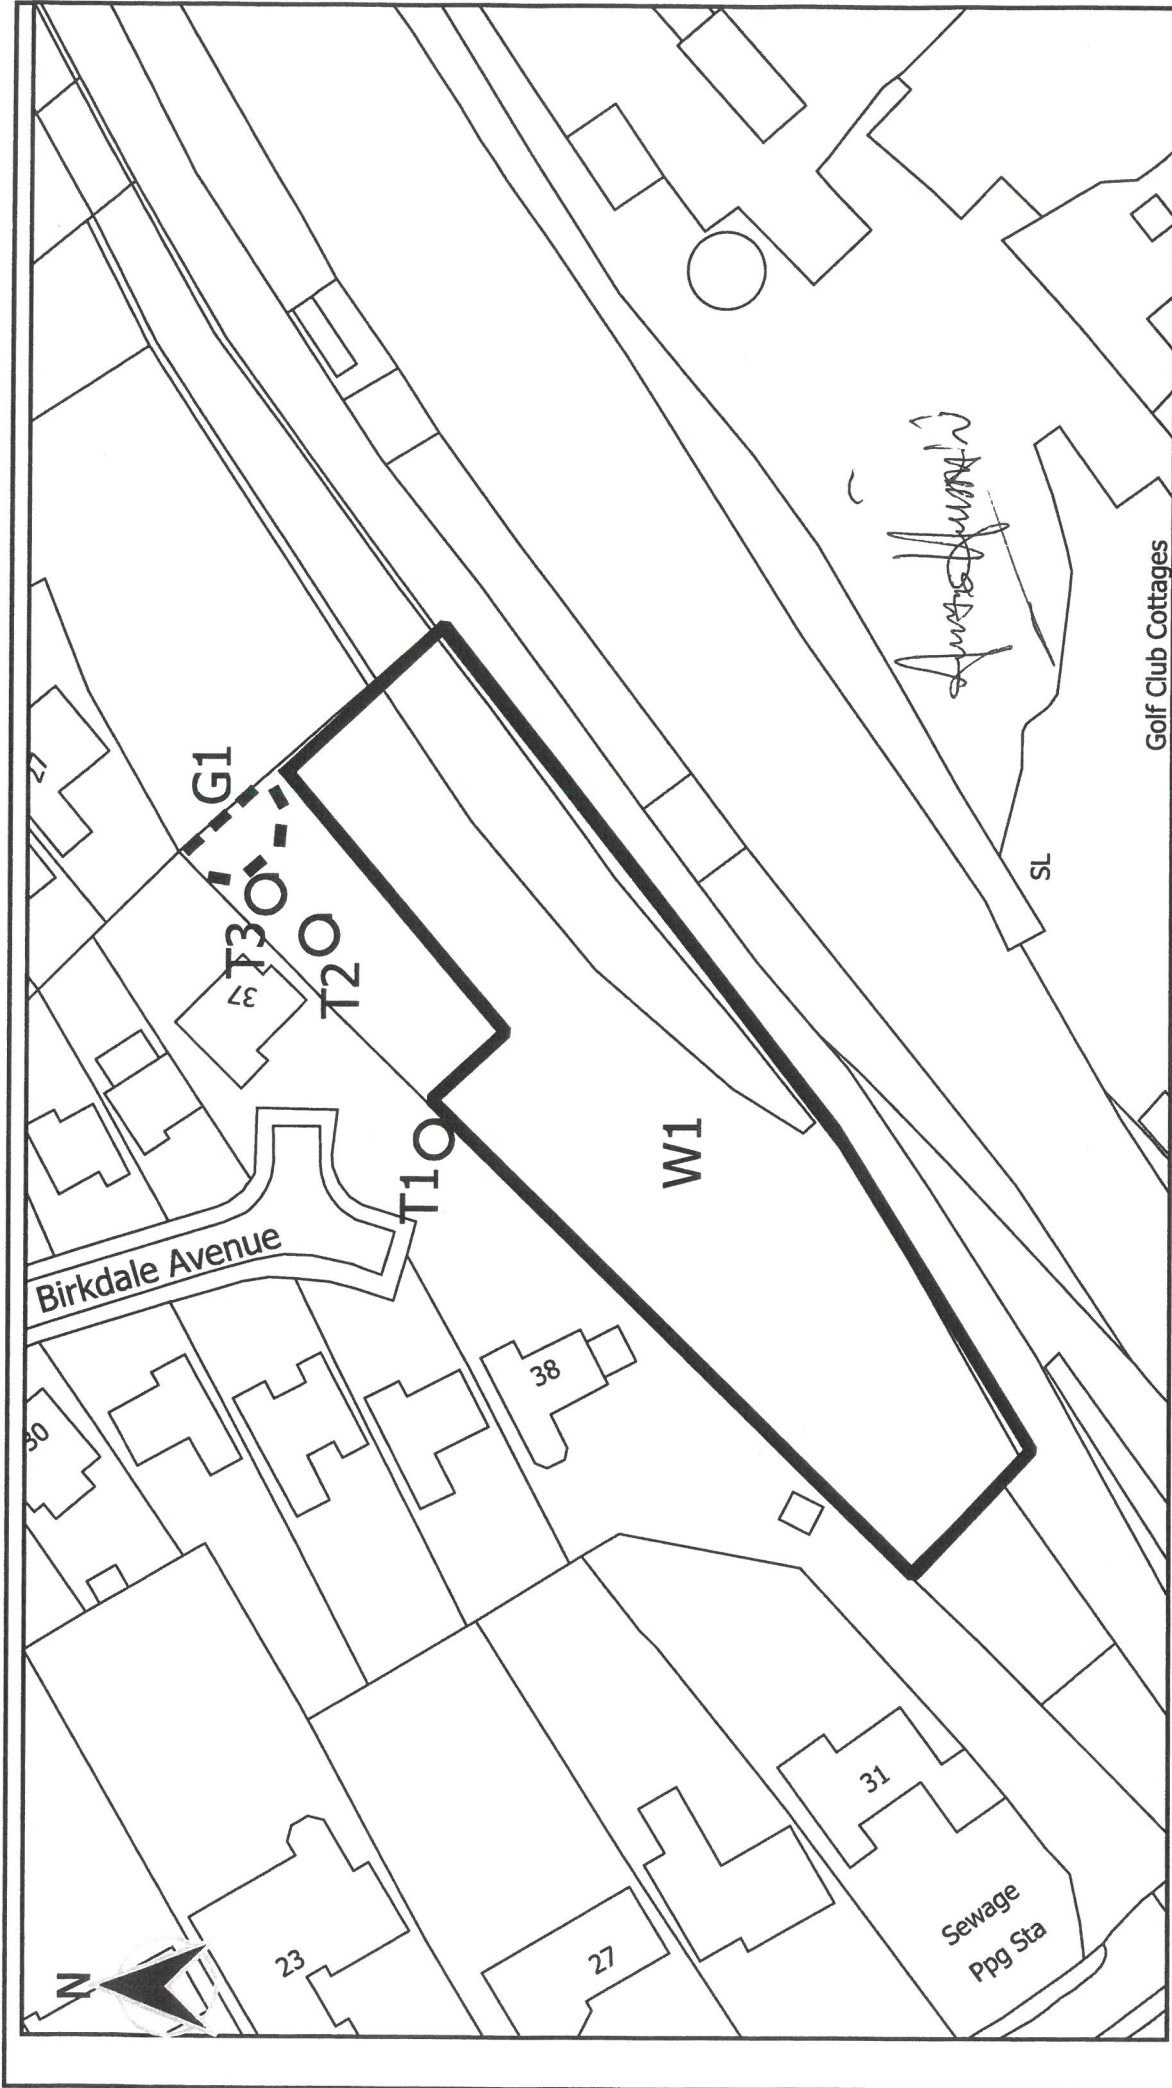 N
Birkdale Avenue
30
27
G1
T3
37
T2
T1
38
W1
23
27
31
Sewage
Ppg Sta
SL
Golf Club Cottages